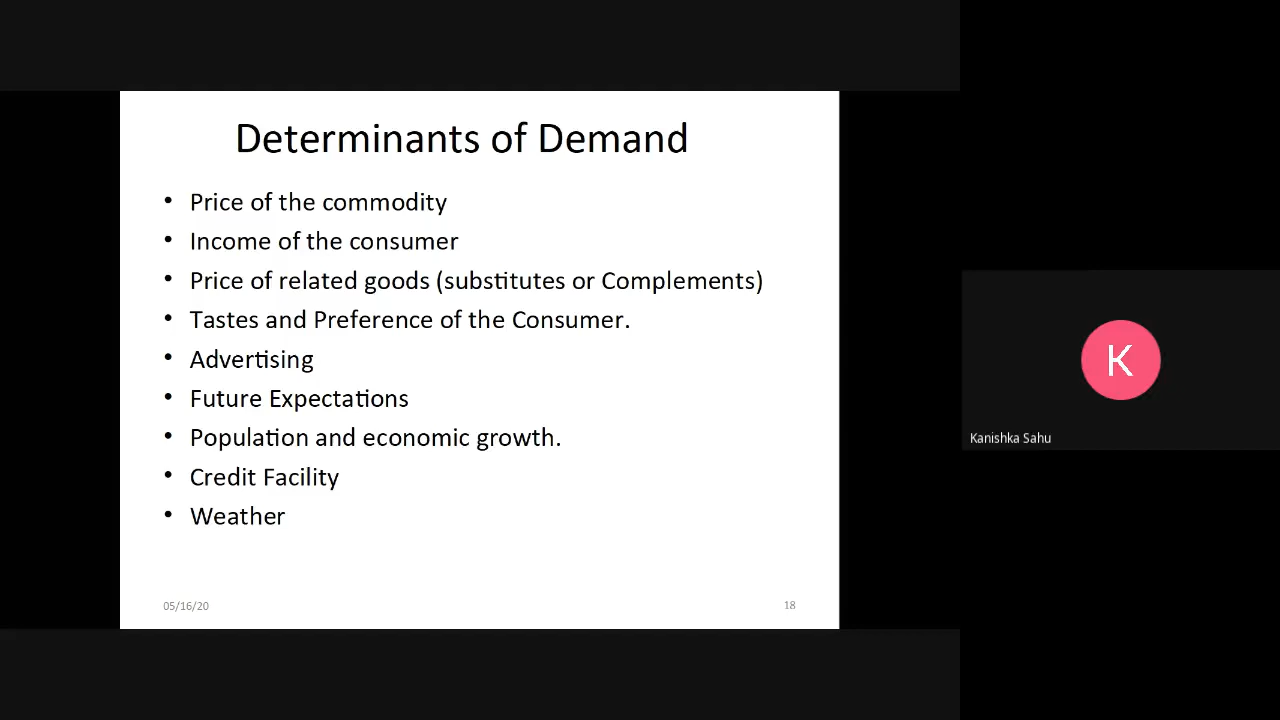 Determinants of Demand
• Price of the commodity
• Income of the consumer
• Price of related goods (substitutes or Complements)
• Tastes and Preference of the Consumer.
• Advertising
• Future Expectations
• Population and economic growth.
• Credit Facility
• Weather
05/16/20
18
K
Kanishka Sahu